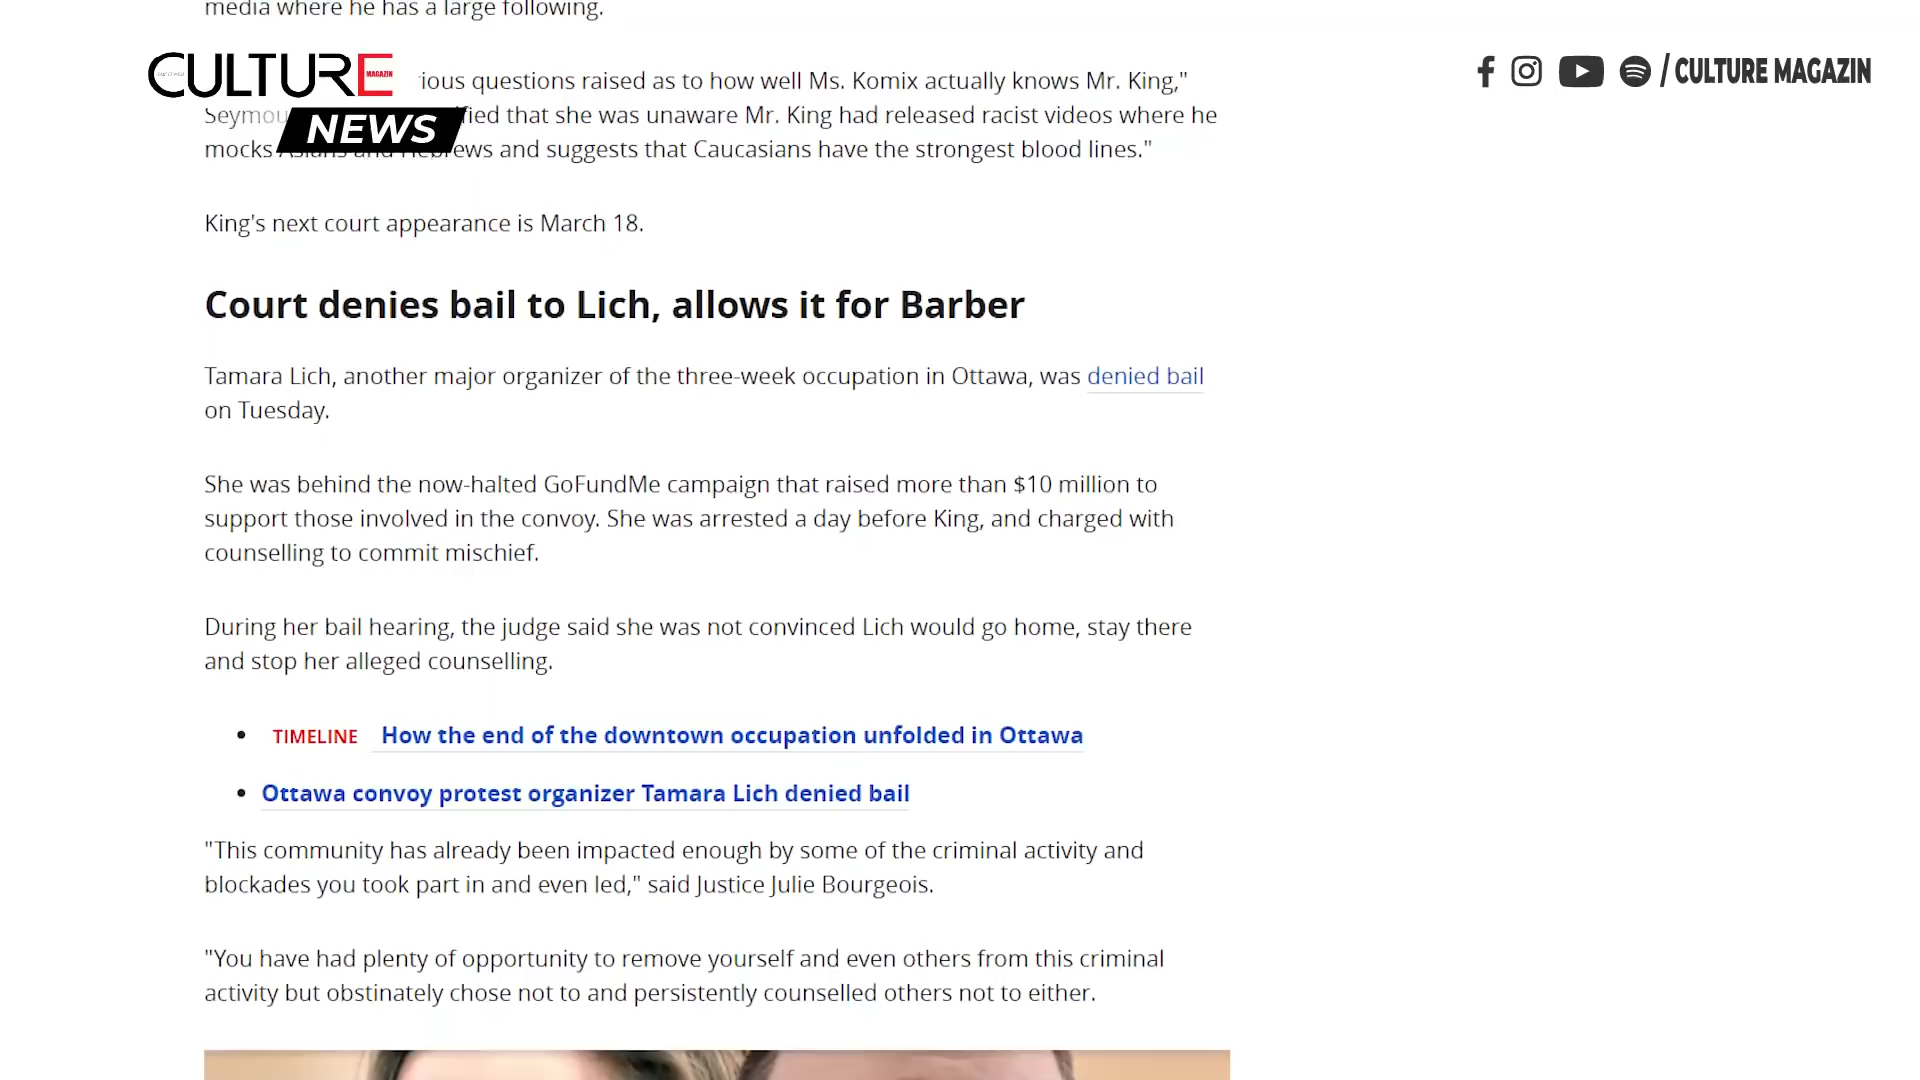 media where he has a large following.
CULTURE
MAGAZIN
NEWS
/ CULTURE MAGAZIN
ious questions raised as to how well Ms. Komix actually knows Mr. King,"
Seymou fied that she was unaware Mr. King had released racist videos where he
mocks Asians and Hebrews and suggests that Caucasians have the strongest blood lines."
King's next court appearance is March 18.
Court denies bail to Lich, allows it for Barber
Tamara Lich, another major organizer of the three-week occupation in Ottawa, was denied bail
on Tuesday.
She was behind the now-halted GoFundMe campaign that raised more than $10 million to
support those involved in the convoy. She was arrested a day before King, and charged with
counselling to commit mischief.
During her bail hearing, the judge said she was not convinced Lich would go home, stay there
and stop her alleged counselling.
• TIMELINE How the end of the downtown occupation unfolded in Ottawa
• Ottawa convoy protest organizer Tamara Lich denied bail
"This community has already been impacted enough by some of the criminal activity and
blockades you took part in and even led," said Justice Julie Bourgeois.
"You have had plenty of opportunity to remove yourself and even others from this criminal
activity but obstinately chose not to and persistently counselled others not to either.